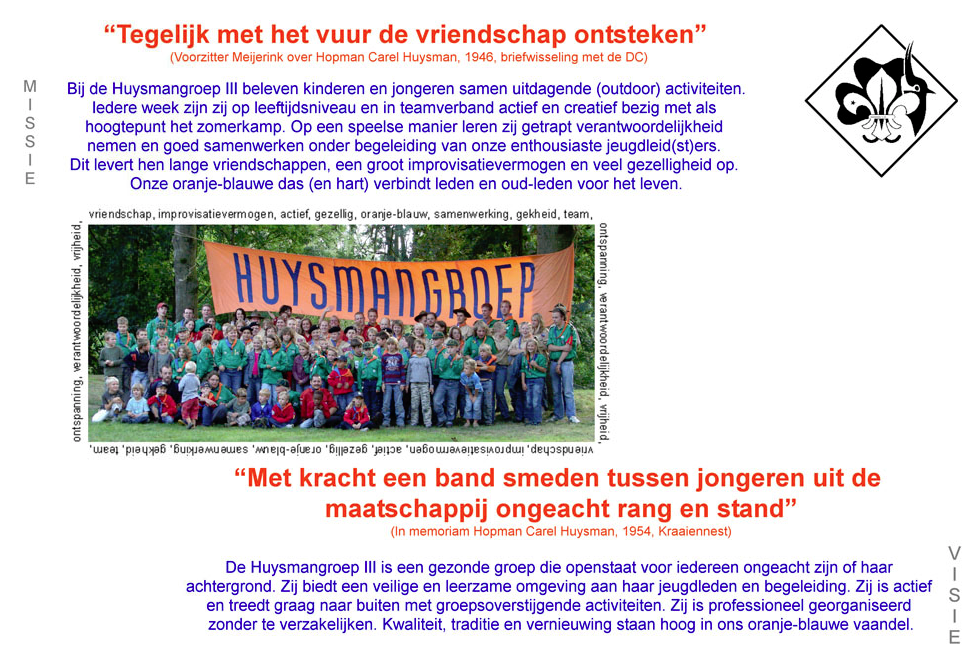 “Tegelijk met het vuur de vriendschap ontsteken”
(Voorzitter Meijerink over Hopman Carel Huysman, 1946, briefwisseling met de DC)
MISSIE
Bij de Huysmangroep III beleven kinderen en jongeren samen uitdagende (outdoor) activiteiten.
Iedere week zijn zij op leeftijdsniveau en in teamverband actief en creatief bezig met als
hoogtepunt het zomerkamp. Op een speelse manier leren zij getrapt verantwoordelijkheid
nemen en goed samenwerken onder begeleiding van onze enthousiaste jeugdleid(st)ers.
Dit levert hen lange vriendschappen, een groot improvisatievermogen en veel gezelligheid op.
Onze oranje-blauwe das (en hart) verbindt leden en oud-leden voor het leven.
vriendschap, improvisatievermogen, actief, gezellig, oranje-blauw, samenwerking, gekheid, team,
ontspanning, verantwoordelijkheid, vrijheid,
HUYSMANGROEP
ontspanning, verantwoordelijkheid, vrijheid,
vriendschap, improvisatievermogen, actief, gezellig, oranje-blauw, samenwerking, gekheid, team,
“Met kracht een band smeden tussen jongeren uit de
maatschappij ongeacht rang en stand”
(In memoriam Hopman Carel Huysman, 1954, Kraaiennest)
VISIE
De Huysmangroep III is een gezonde groep die openstaat voor iedereen ongeacht zijn of haar
achtergrond. Zij biedt een veilige en leerzame omgeving aan haar jeugdleden en begeleiding. Zij is actief
en treedt graag naar buiten met groepsoverstijgende activiteiten. Zij is professioneel georganiseerd
zonder te verzakelijken. Kwaliteit, traditie en vernieuwing staan hoog in ons oranje-blauwe vaandel.